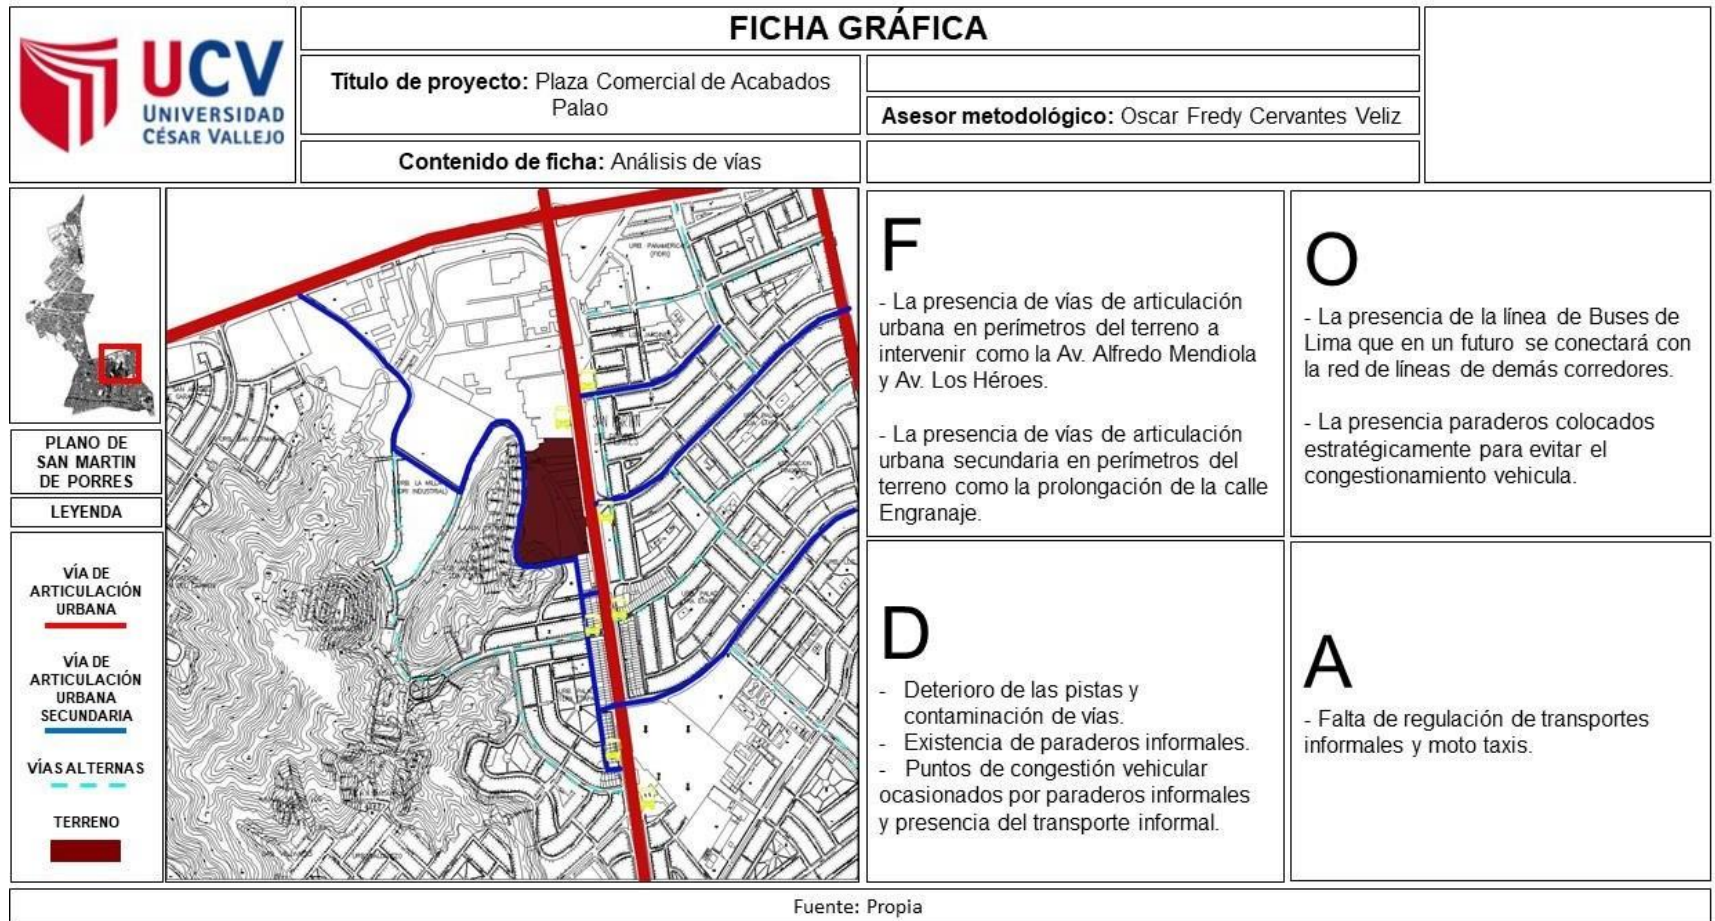 UCV
UNIVERSIDAD
CÉSAR VALLEJO
FICHA GRÁFICA
Título de proyecto: Plaza Comercial de Acabados
Palao
Asesor metodológico: Oscar Fredy Cervantes Veliz
Contenido de ficha: Análisis de vías
PLANO DE
SAN MARTIN
DE PORRES
LEYENDA
VÍA DE
ARTICULACIÓN
URBANA
VÍA DE
ARTICULACIÓN
URBANA
SECUNDARIA
VÍAS ALTERNAS
TERRENO
URB. PANAMERICANA
(FIORI)
F
- La presencia de vías de articulación
urbana en perímetros del terreno a
intervenir como la Av. Alfredo Mendiola
y Av. Los Héroes.
- La presencia de vías de articulación
urbana secundaria en perímetros del
terreno como la prolongación de la calle
Engranaje.
O
- La presencia de la línea de Buses de
Lima que en un futuro se conectará con
la red de líneas de demás corredores.
- La presencia paraderos colocados
estratégicamente para evitar el
congestionamiento vehicula.
D
- Deterioro de las pistas y
contaminación de vías.
- Existencia de paraderos informales.
- Puntos de congestión vehicular
ocasionados por paraderos informales
y presencia del transporte informal.
A
- Falta de regulación de transportes
informales y moto taxis.
Fuente: Propia